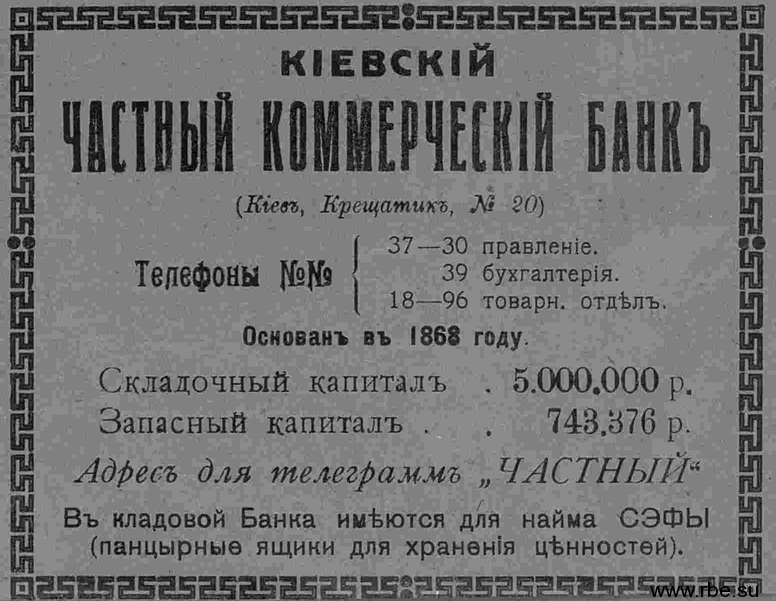 КІЕВСКІЙ
ЧАСТНЫЙ КОММЕРЧЕСКІЙ БАНКЪ
(Кіевъ, Крещатикъ, № 20)
Телефоны №№
37—30 правленіе.
39 бухгалтерія.
18—96 товарн. отдѣлъ.
Основанъ въ 1868 году.
Складочный капиталъ . 5.000.000 р.
Запасный капиталъ . . 743.376 р.
Адресъ для телеграммъ „ЧАСТНЫЙ“
Въ кладовой Банка имѣются для найма СЭФЫ
(панцырные ящики для храненія цѣнностей).
www.rbe.su